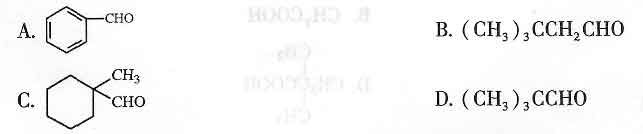 A. CHO
B. (CH₃)₃CCH₂CHO
C. CH₃
CHO
D. (CH₃)₃CCHO